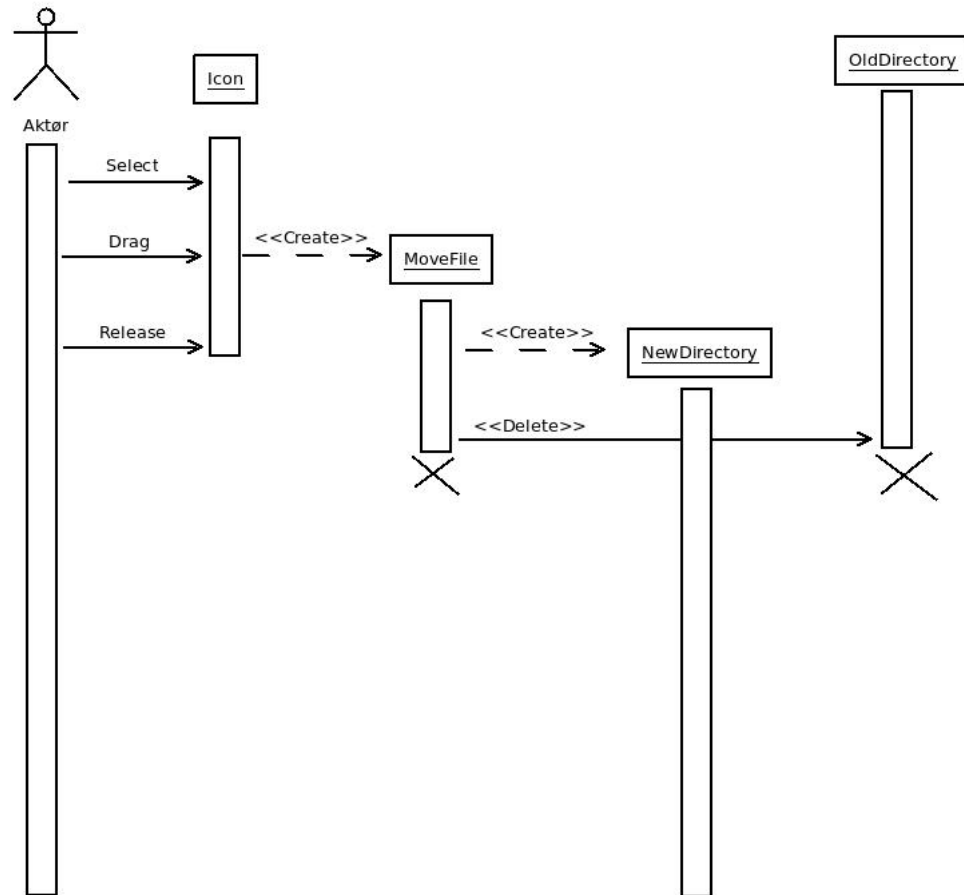 OldDirectory
Icon
Aktør
Select
Drag
<<Create>>
MoveFile
Release
<<Create>>
NewDirectory
<<Delete>>